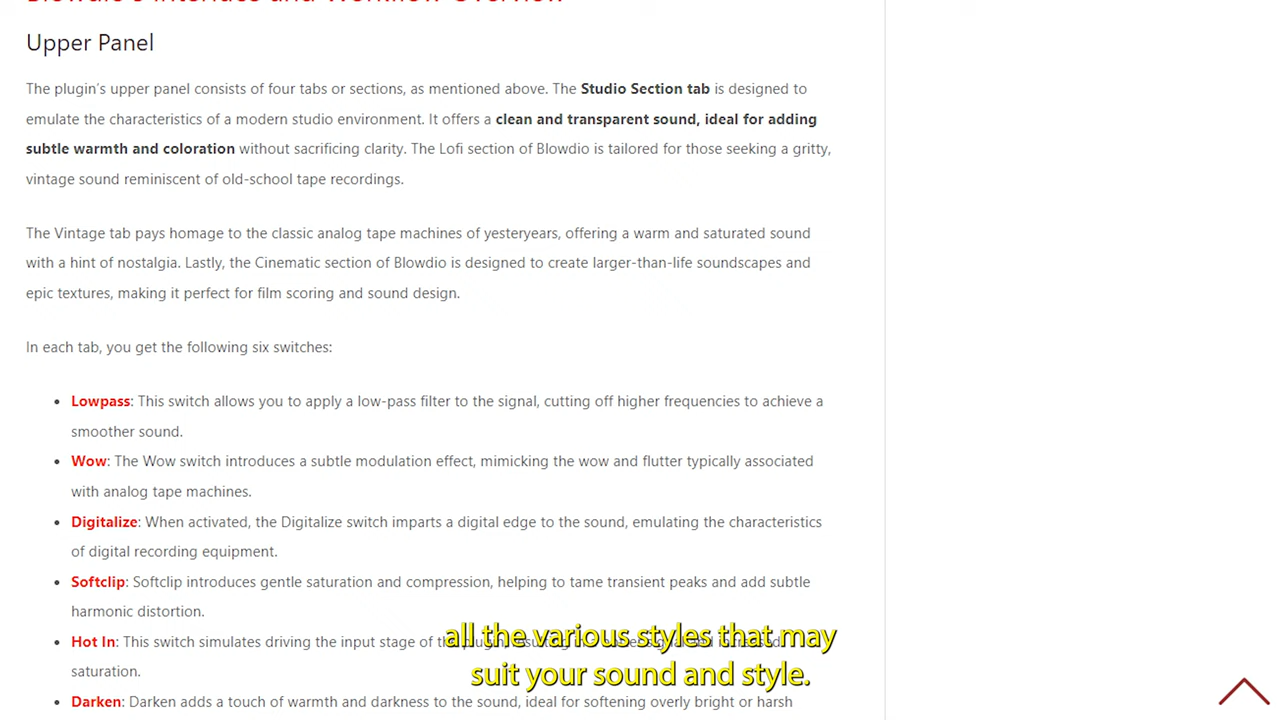 Blowdio's Interface and Workflow Overview
Upper Panel
The plugin's upper panel consists of four tabs or sections, as mentioned above. The Studio Section tab is designed to
emulate the characteristics of a modern studio environment. It offers a clean and transparent sound, ideal for adding
subtle warmth and coloration without sacrificing clarity. The Lofi section of Blowdio is tailored for those seeking a gritty,
vintage sound reminiscent of old-school tape recordings.
The Vintage tab pays homage to the classic analog tape machines of yesteryears, offering a warm and saturated sound
with a hint of nostalgia. Lastly, the Cinematic section of Blowdio is designed to create larger-than-life soundscapes and
epic textures, making it perfect for film scoring and sound design.
In each tab, you get the following six switches:
• Lowpass: This switch allows you to apply a low-pass filter to the signal, cutting off higher frequencies to achieve a
smoother sound.
• Wow: The Wow switch introduces a subtle modulation effect, mimicking the wow and flutter typically associated
with analog tape machines.
• Digitalize: When activated, the Digitalize switch imparts a digital edge to the sound, emulating the characteristics
of digital recording equipment.
• Softclip: Softclip introduces gentle saturation and compression, helping to tame transient peaks and add subtle
harmonic distortion.
• Hot In: This switch simulates driving the input stage of
saturation.
all the various styles that may
suit your sound and style.
• Darken: Darken adds a touch of warmth and darkness to the sound, ideal for softening overly bright or harsh